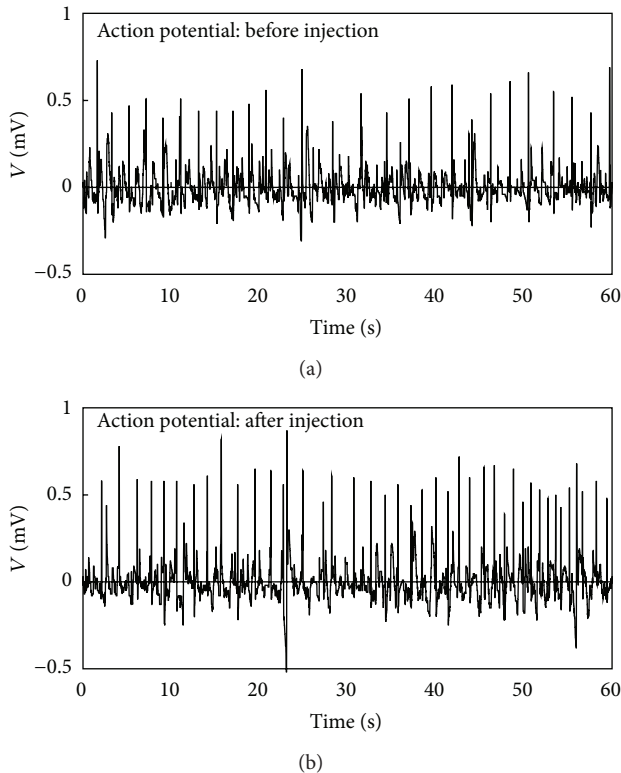 Action potential: before injection
1
0.5
0
−0.5
V (mV)
0 10 20 30 40 50 60
Time (s)
(a)
Action potential: after injection
1
0.5
0
−0.5
V (mV)
0 10 20 30 40 50 60
Time (s)
(b)